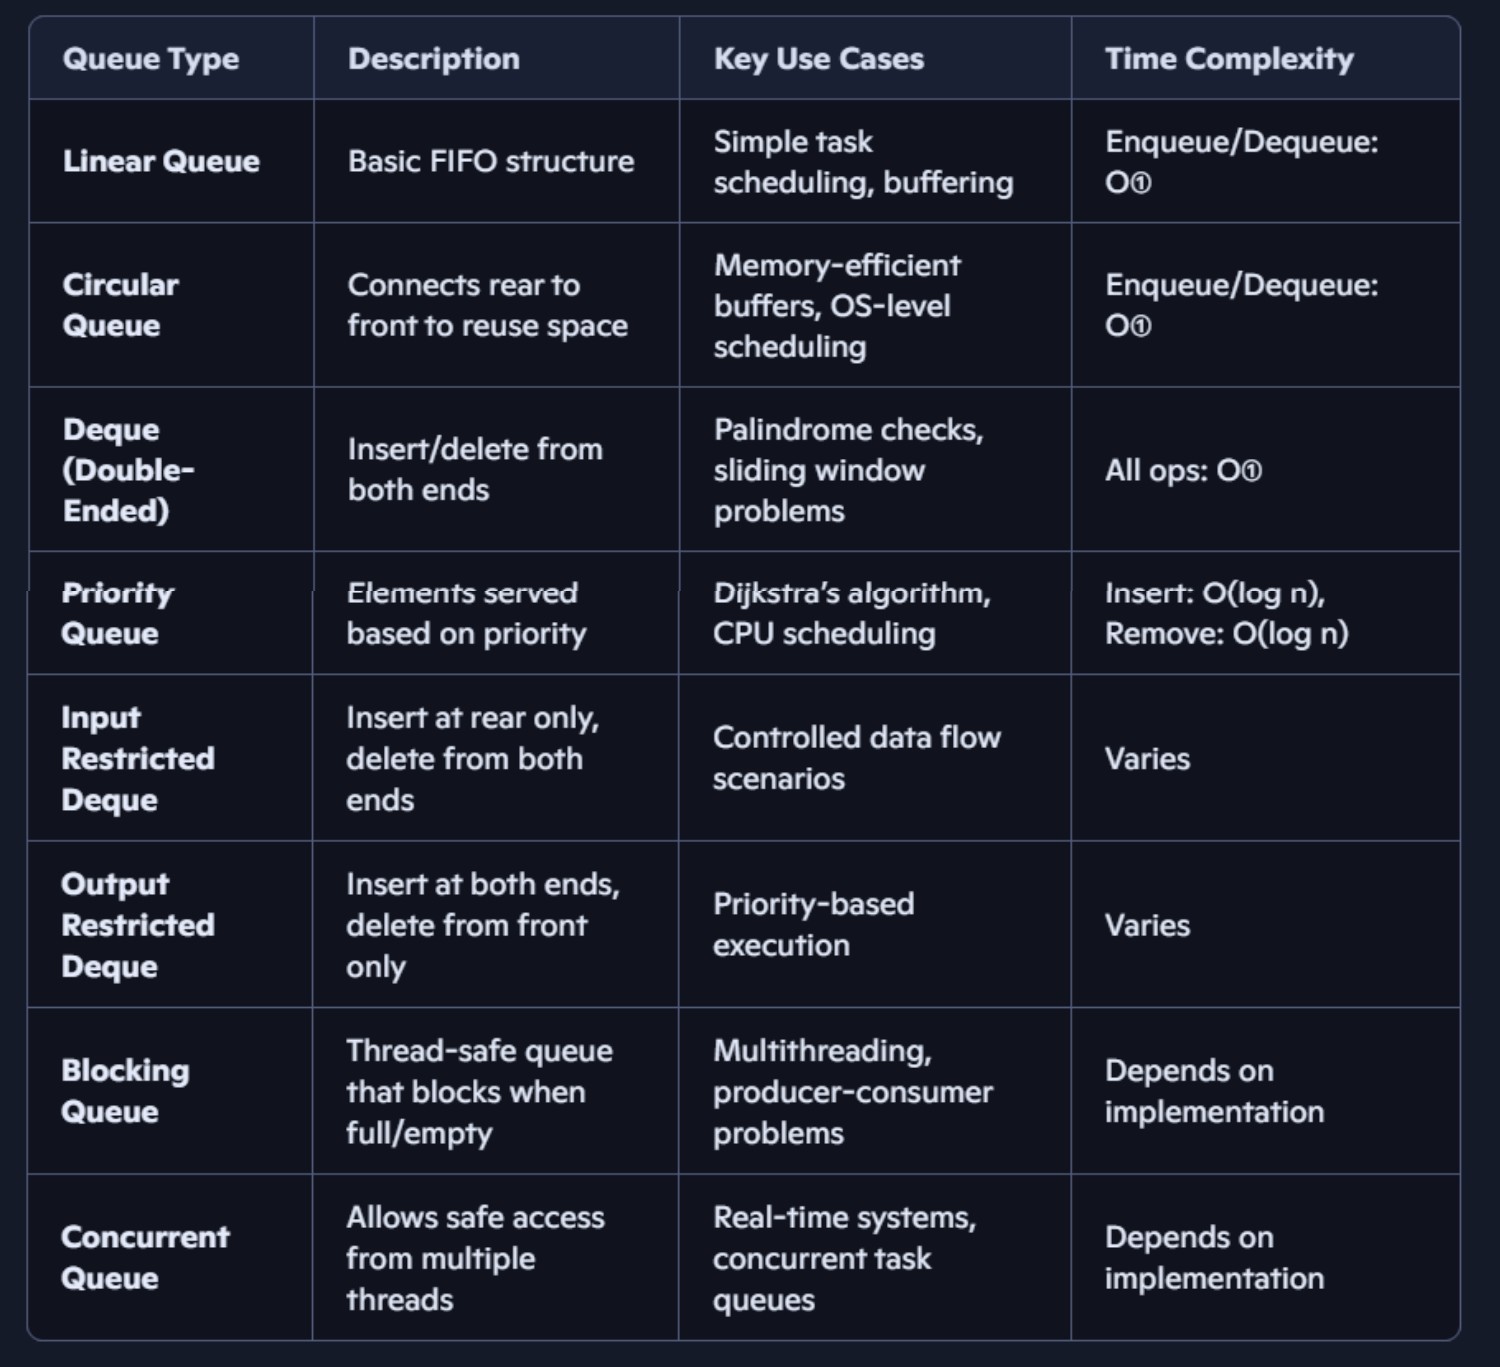 Queue Type
Description
Key Use Cases
Time Complexity
Linear Queue
Basic FIFO structure
Simple task
scheduling, buffering
Enqueue/Dequeue:
O①
Circular
Queue
Connects rear to
front to reuse space
Memory-efficient
buffers, OS-level
scheduling
Enqueue/Dequeue:
O①
Deque
(Double-
Ended)
Insert/delete from
both ends
Palindrome checks,
sliding window
problems
All ops: O①
Priority
Queue
Elements served
based on priority
Dijkstra’s algorithm,
CPU scheduling
Insert: O(log n),
Remove: O(log n)
Input
Restricted
Deque
Insert at rear only,
delete from both
ends
Controlled data flow
scenarios
Varies
Output
Restricted
Deque
Insert at both ends,
delete from front
only
Priority-based
execution
Varies
Blocking
Queue
Thread-safe queue
that blocks when
full/empty
Multithreading,
producer-consumer
problems
Depends on
implementation
Concurrent
Queue
Allows safe access
from multiple
threads
Real-time systems,
concurrent task
queues
Depends on
implementation